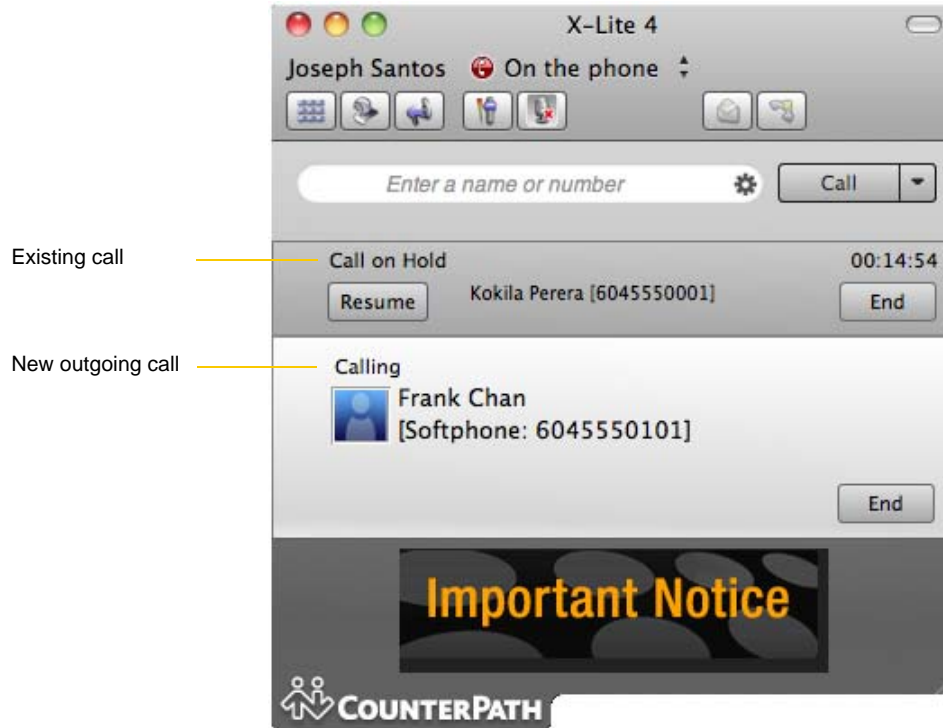 X-Lite 4
Joseph Santos On the phone
Enter a name or number
Call
Existing call
Call on Hold
00:14:54
Resume
Kokila Perera [6045550001]
End
New outgoing call
Calling
Frank Chan
[Softphone: 6045550101]
End
Important Notice
COUNTERPATH